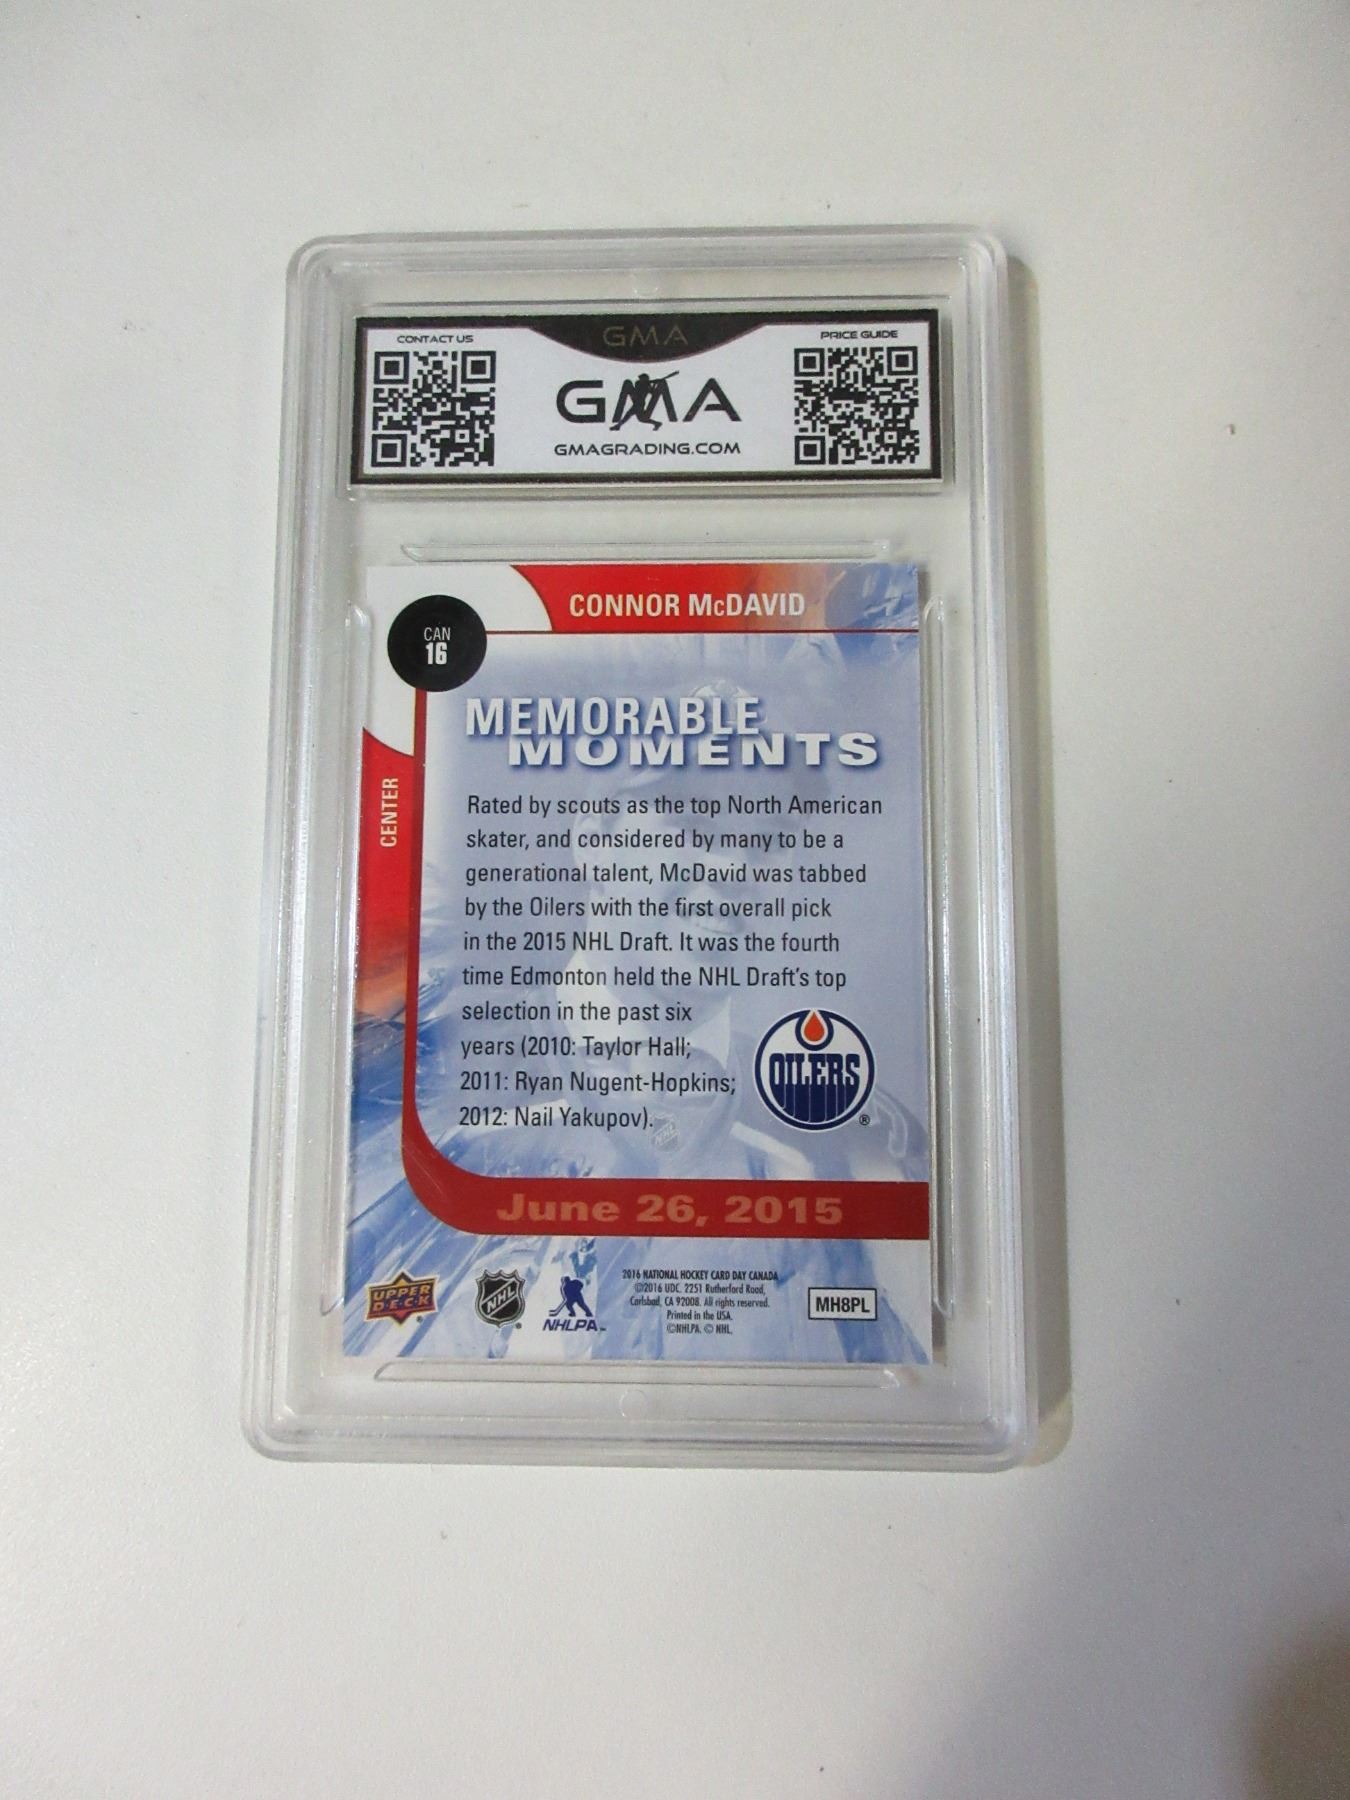 CONTACT US
GMA
PRICE GUIDE
GMA
GMAGRADING.COM
CONNOR McDAVID
CAN
16
CENTER
MEMORABLE
MOMENTS
Rated by scouts as the top North American
skater, and considered by many to be a
generational talent, McDavid was tabbed
by the Oilers with the first overall pick
in the 2015 NHL Draft. It was the fourth
time Edmonton held the NHL Draft's top
selection in the past six
years (2010: Taylor Hall;
2011: Ryan Nugent-Hopkins;
2012: Nail Yakupov).
OILERS
®
NHL
June 26, 2015
UPPER
D·E·C·K
®
NHL
®
NHLPA™
2016 NATIONAL HOCKEY CARD DAY CANADA
©2016 UDC. 2251 Rutherford Road,
Carlsbad, CA 92008. All rights reserved.
Printed in the USA.
©NHLPA. © NHL.
MH8PL